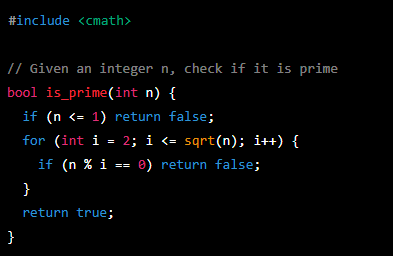 #include <cmath>

// Given an integer n, check if it is prime
bool is_prime(int n) {
  if (n <= 1) return false;
  for (int i = 2; i <= sqrt(n); i++) {
    if (n % i == 0) return false;
  }
  return true;
}